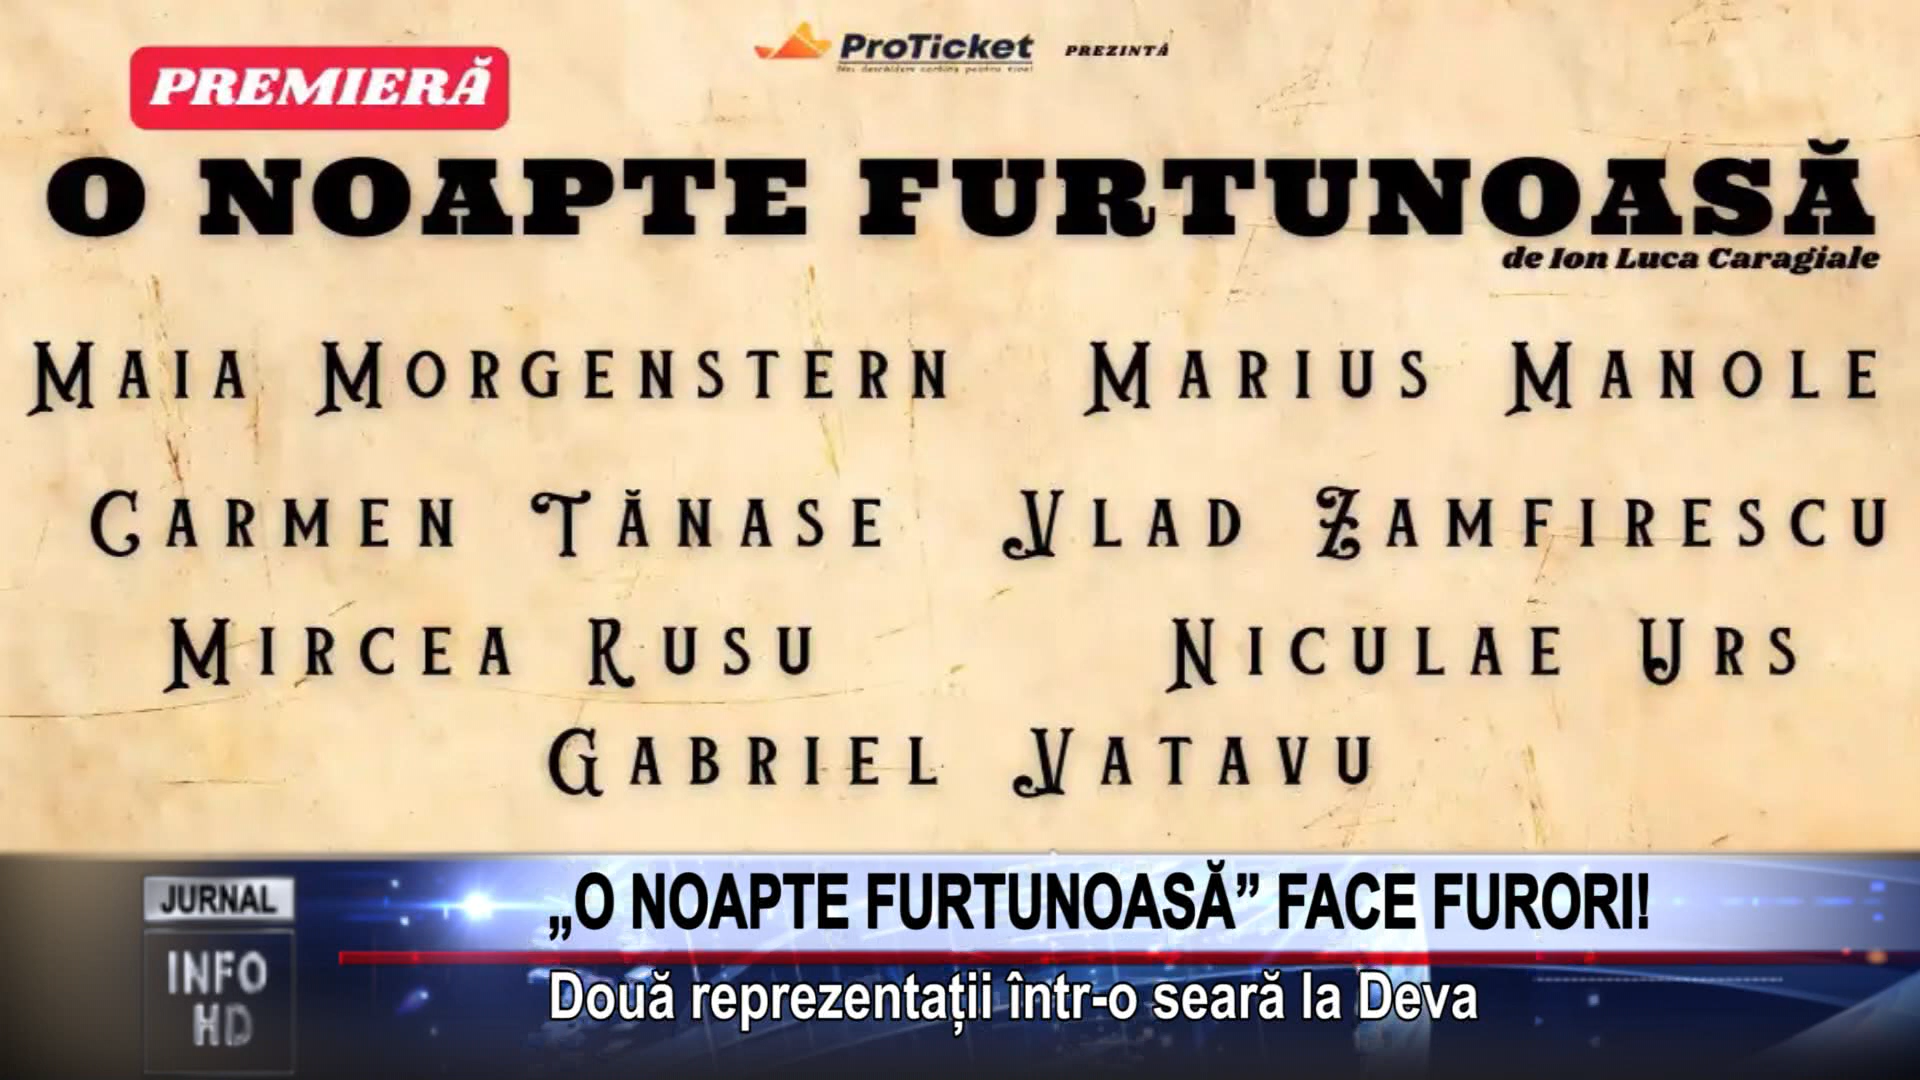 PREMIERĂ
ProTicket PREZINTĂ
O NOAPTE FURTUNOASĂ
de Ion Luca Caragiale
MAIA MORGENSTERN MARIUS MANOLE
CARMEN TĂNASE VLAD ZAMFIRESCU
MIRCEA RUSU NICULAE URS
GABRIEL VATAVU
JURNAL
INFO
HD
„O NOAPTE FURTUNOASĂ” FACE FURORI!
Două reprezentații într-o seară la Deva